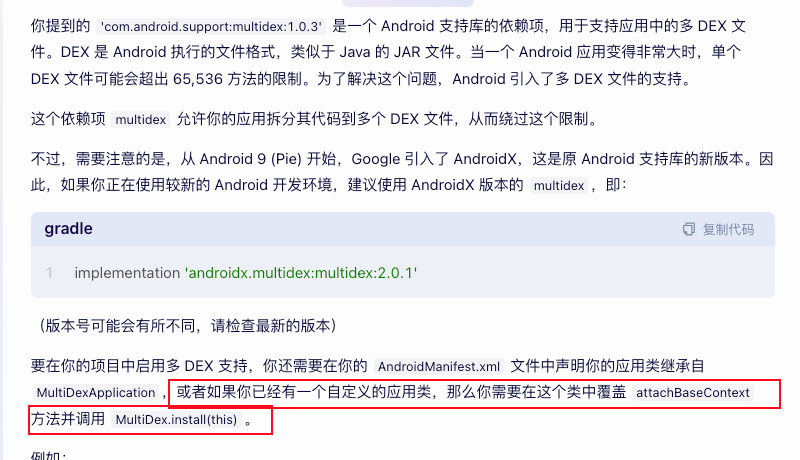 你提到的 'com.android.support:multidex:1.0.3' 是一个 Android 支持库的依赖项，用于支持应用中的多 DEX 文
件。DEX 是 Android 执行的文件格式，类似于 Java 的 JAR 文件。当一个 Android 应用变得非常大时，单个
DEX 文件可能会超出 65,536 方法的限制。为了解决这个问题，Android 引入了多 DEX 文件的支持。
这个依赖项 multidex 允许你的应用拆分其代码到多个 DEX 文件，从而绕过这个限制。
不过，需要注意的是，从 Android 9 (Pie) 开始，Google 引入了 AndroidX，这是原 Android 支持库的新版本。因
此，如果你正在使用较新的 Android 开发环境，建议使用 AndroidX 版本的 multidex ，即：
gradle 复制代码
1 implementation 'androidx.multidex:multidex:2.0.1'
（版本号可能会有所不同，请检查最新的版本）
要在你的项目中启用多 DEX 支持，你还需要在你的 AndroidManifest.xml 文件中声明你的应用类继承自
MultiDexApplication ，或者如果你已经有一个自定义的应用类，那么你需要在这个类中覆盖 attachBaseContext
方法并调用 MultiDex.install(this) 。
例如：